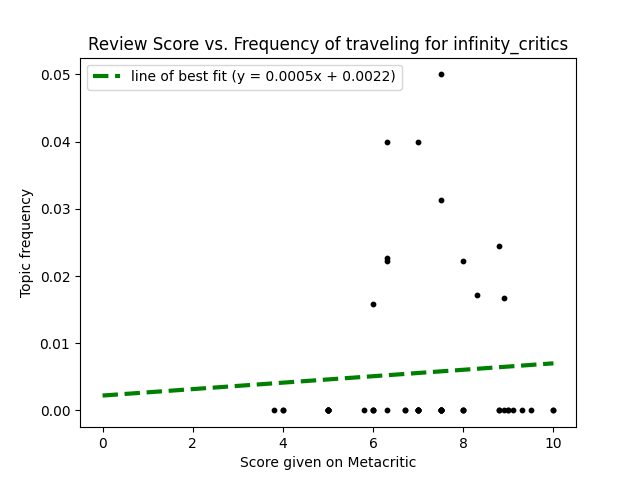 Review Score vs. Frequency of traveling for infinity_critics
line of best fit (y = 0.0005x + 0.0022)
0.05
0.04
0.03
0.02
0.01
0.00
Topic frequency
0 2 4 6 8 10
Score given on Metacritic